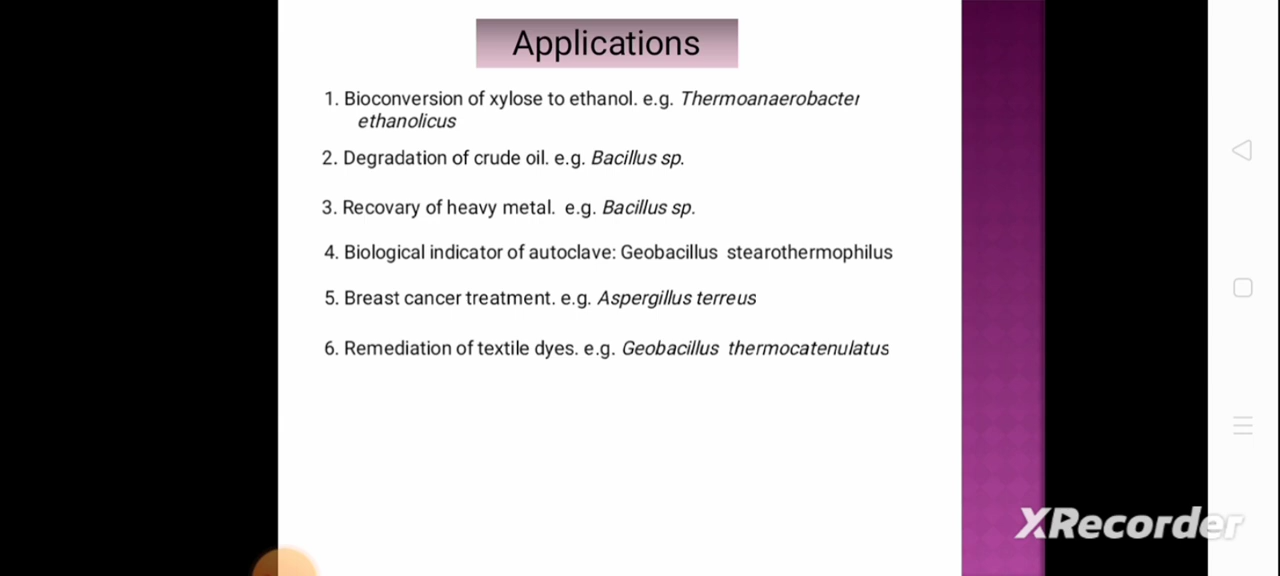 Applications
1. Bioconversion of xylose to ethanol. e.g. Thermoanaerobacter
ethanolicus
2. Degradation of crude oil. e.g. Bacillus sp.
3. Recovary of heavy metal. e.g. Bacillus sp.
4. Biological indicator of autoclave: Geobacillus stearothermophilus
5. Breast cancer treatment. e.g. Aspergillus terreus
6. Remediation of textile dyes. e.g. Geobacillus thermocatenulatus
XRecorder